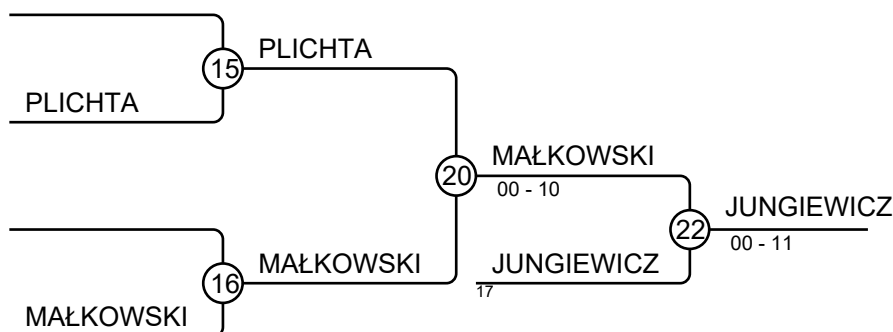 PLICHTA
15
PLICHTA
MAŁKOWSKI
20
00 - 10
JUNGIEWICZ
22
00 - 11
MAŁKOWSKI
JUNGIEWICZ
16
17
MAŁKOWSKI